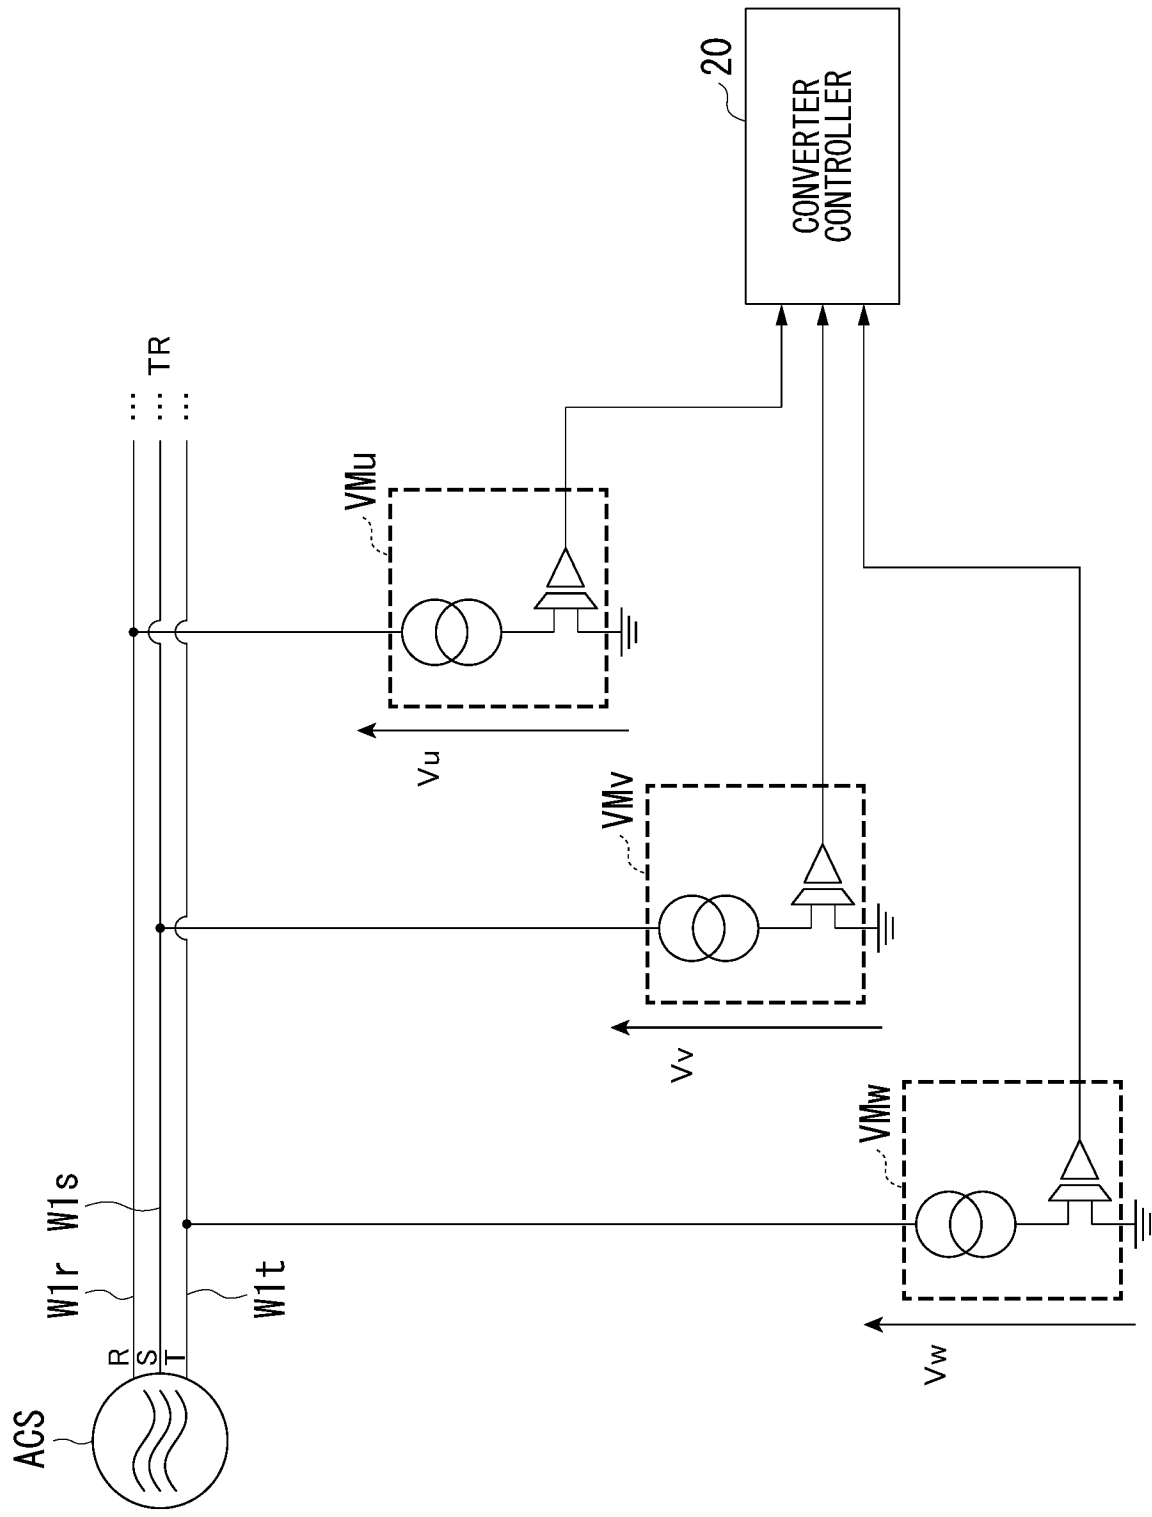 ACS
R
S
T
W1r
W1s
W1t
TR
VMu
Vu
VMv
Vv
VMw
Vw
20
CONVERTER
CONTROLLER